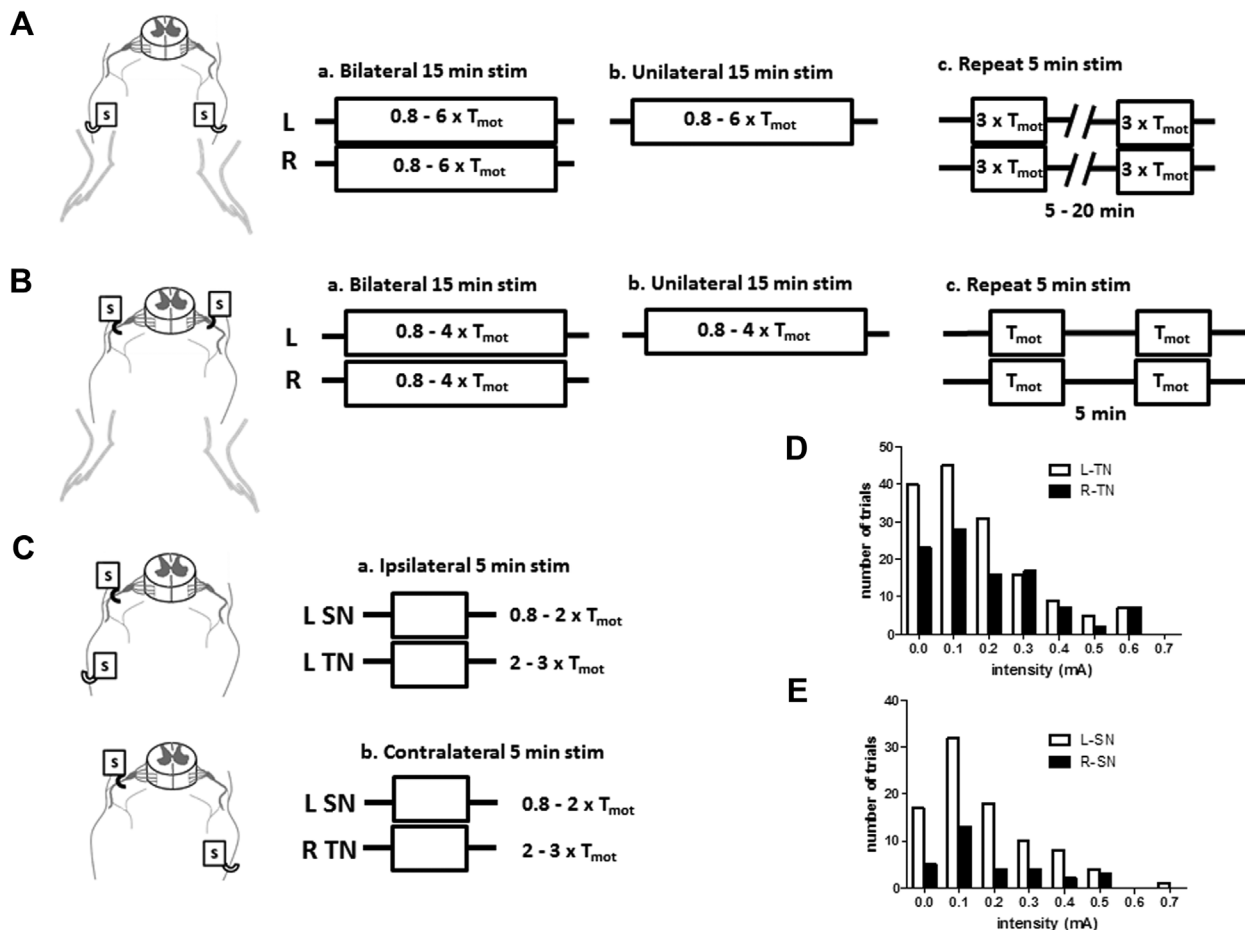 A
S
S
a. Bilateral 15 min stim
L
0.8 - 6 x Tmot
R
0.8 - 6 x Tmot
b. Unilateral 15 min stim
0.8 - 6 x Tmot
c. Repeat 5 min stim
3 x Tmot
3 x Tmot
3 x Tmot
3 x Tmot
5 - 20 min
B
S
S
a. Bilateral 15 min stim
L
0.8 - 4 x Tmot
R
0.8 - 4 x Tmot
b. Unilateral 15 min stim
0.8 - 4 x Tmot
c. Repeat 5 min stim
Tmot
Tmot
Tmot
Tmot
5 min
C
S
S
a. Ipsilateral 5 min stim
L SN
0.8 - 2 x Tmot
L TN
2 - 3 x Tmot
S
S
b. Contralateral 5 min stim
L SN
0.8 - 2 x Tmot
R TN
2 - 3 x Tmot
D
number of trials
50
40
30
20
10
0
L-TN
R-TN
0.0 0.1 0.2 0.3 0.4 0.5 0.6 0.7
intensity (mA)
E
number of trials
40
30
20
10
0
L-SN
R-SN
0.0 0.1 0.2 0.3 0.4 0.5 0.6 0.7
intensity (mA)